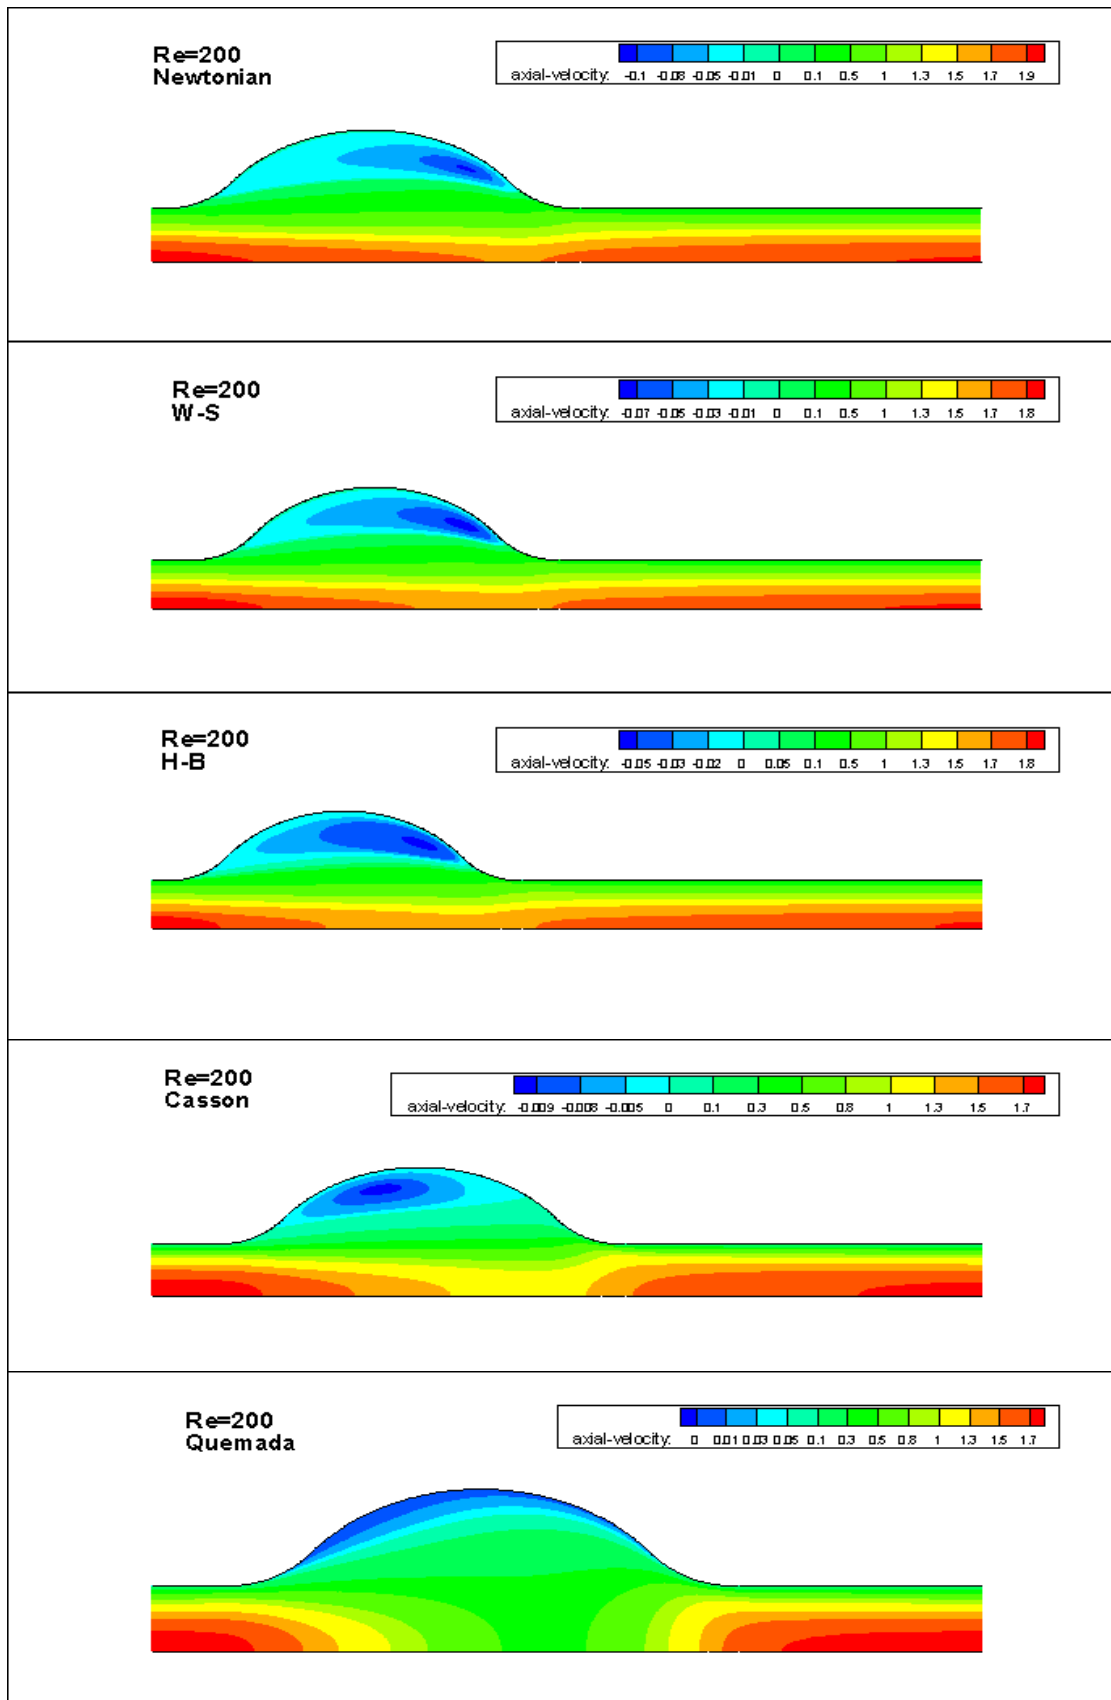 Re=200
Newtonian
axial-velocity: -0.1 -0.08 -0.05 -0.01 0 0.1 0.5 1 1.3 1.5 1.7 1.9
Re=200
W-S
axial-velocity: -0.07 -0.05 -0.03 -0.01 0 0.1 0.5 1 1.3 1.5 1.7 1.8
Re=200
H-B
axial-velocity: -0.05 -0.03 -0.02 0 0.05 0.1 0.5 1 1.3 1.5 1.7 1.8
Re=200
Casson
axial-velocity: -0.009 -0.008 -0.005 0 0.1 0.3 0.5 0.8 1 1.3 1.5 1.7
Re=200
Quemada
axial-velocity: 0 0.01 0.03 0.05 0.1 0.3 0.5 0.8 1 1.3 1.5 1.7